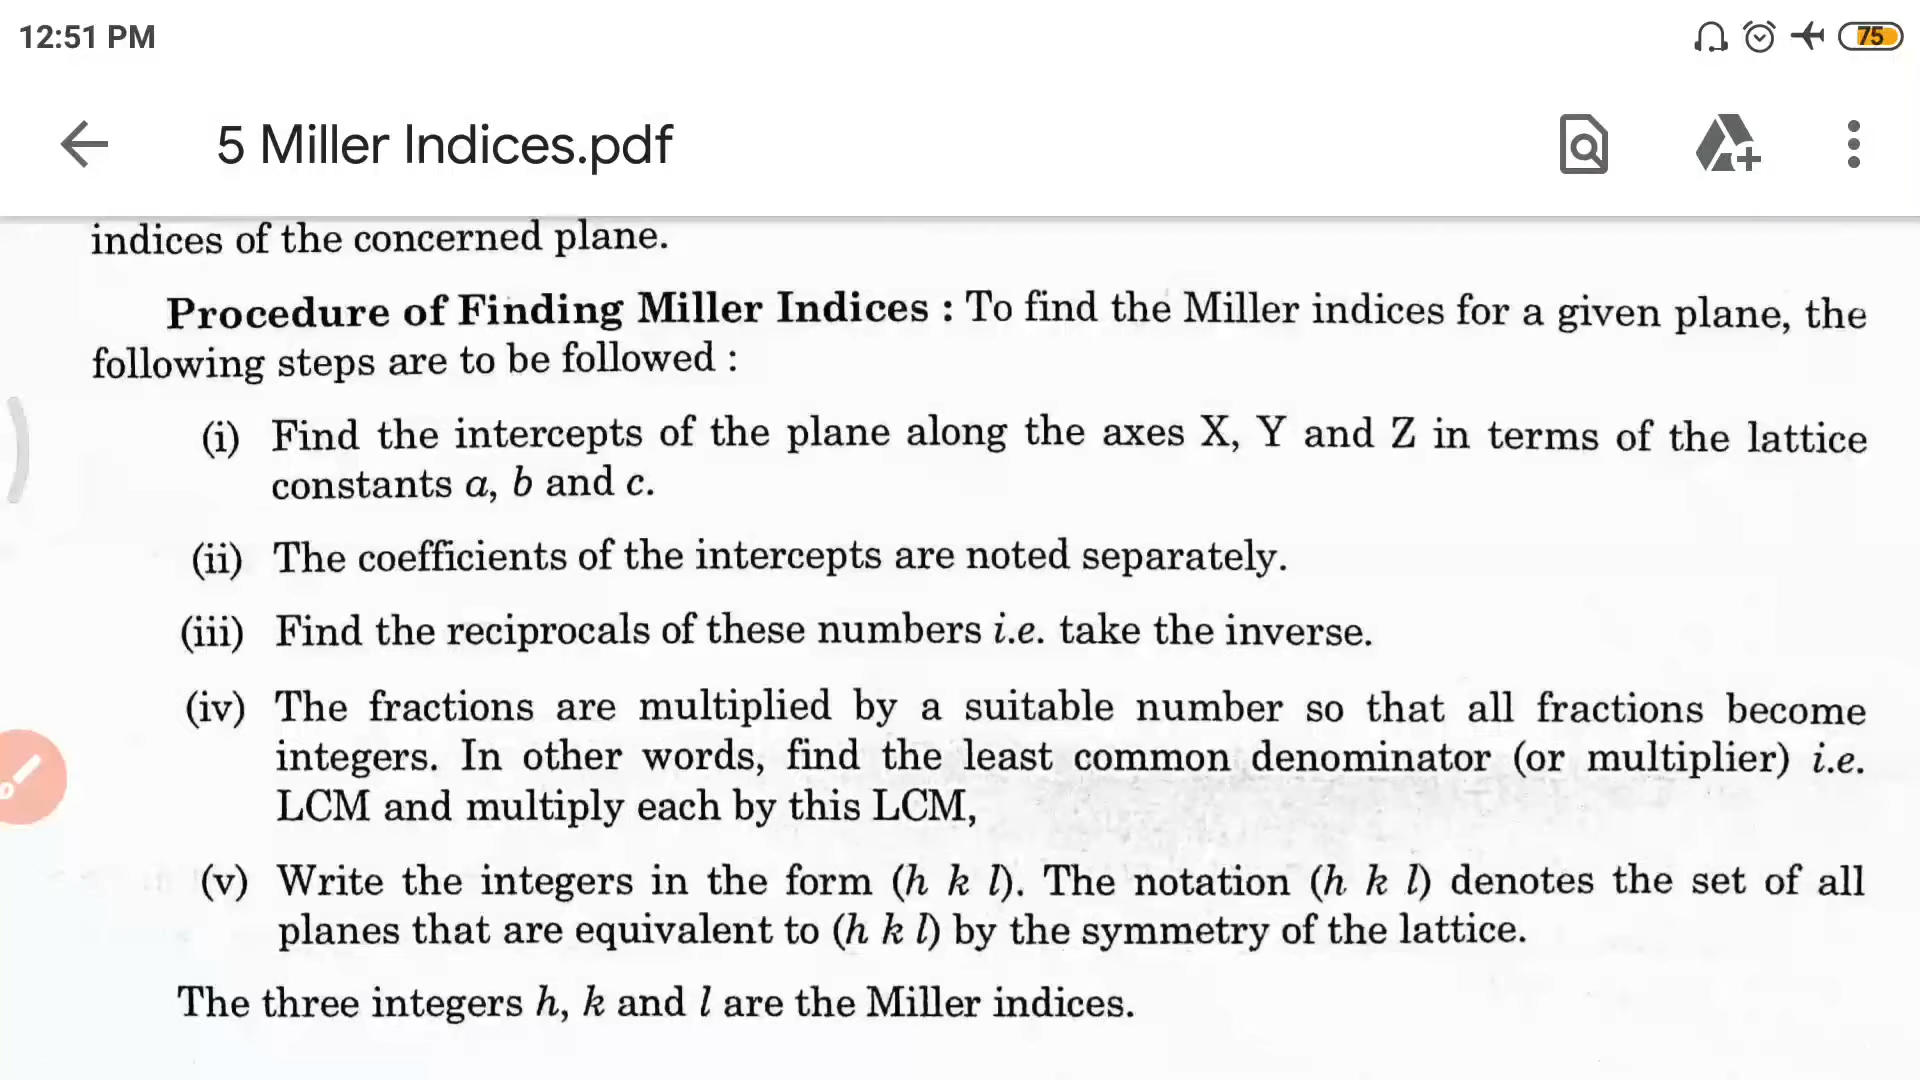 12:51 PM
75
5 Miller Indices.pdf
indices of the concerned plane.
Procedure of Finding Miller Indices : To find the Miller indices for a given plane, the
following steps are to be followed :
(i) Find the intercepts of the plane along the axes X, Y and Z in terms of the lattice
constants a, b and c.
(ii) The coefficients of the intercepts are noted separately.
(iii) Find the reciprocals of these numbers i.e. take the inverse.
(iv) The fractions are multiplied by a suitable number so that all fractions become
integers. In other words, find the least common denominator (or multiplier) i.e.
LCM and multiply each by this LCM,
(v) Write the integers in the form (h k l). The notation (h k l) denotes the set of all
planes that are equivalent to (h k l) by the symmetry of the lattice.
The three integers h, k and l are the Miller indices.